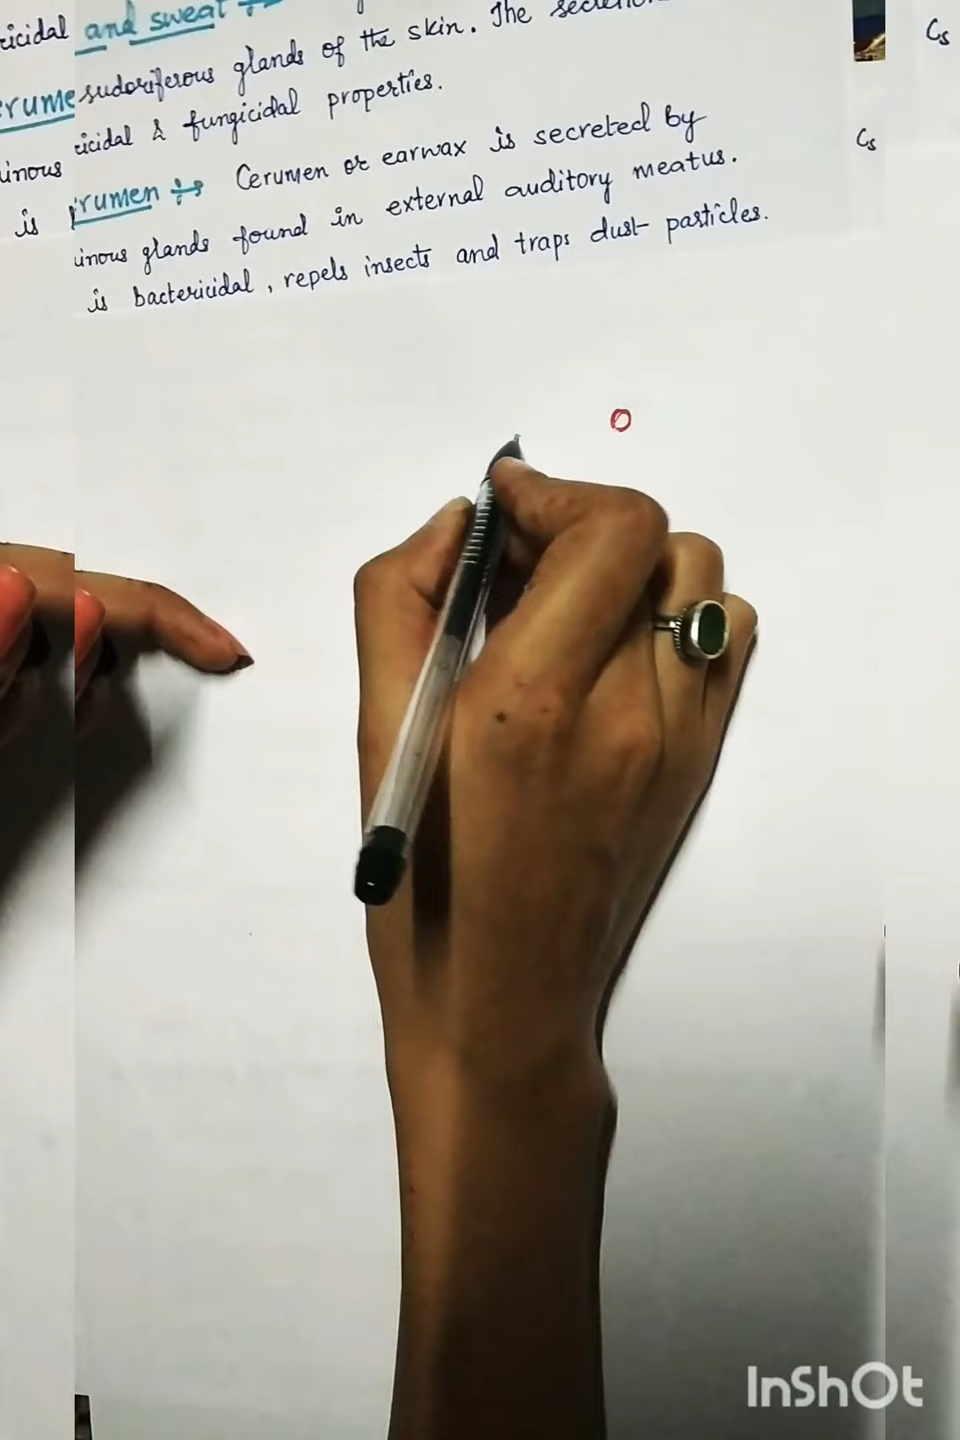 and sweat ÷→
sudoriferous glands of the skin. The
icidal & fungicidal properties.
rumen ÷→ Cerumen or earwax is secreted by
inous glands found in external auditory meatus.
is bactericidal, repels insects and traps dust particles.
InShOt